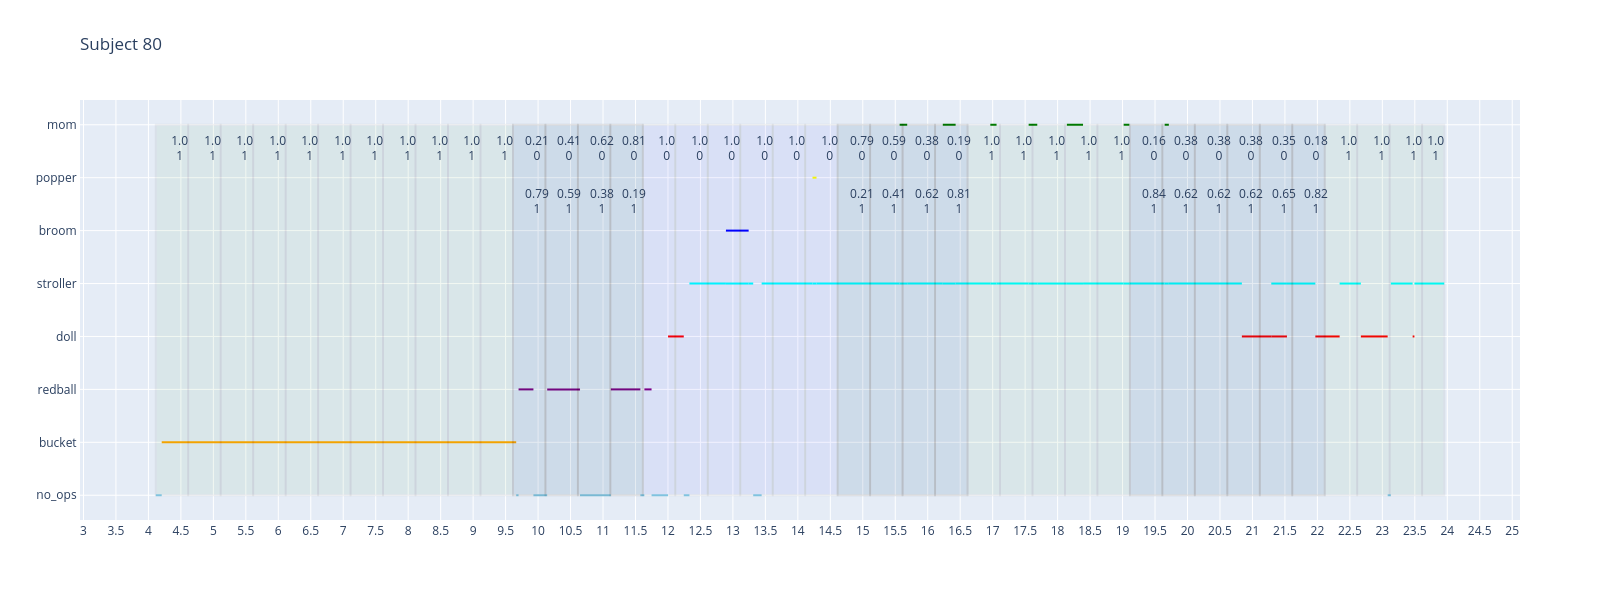 Subject 80
mom
1.0 1.0 1.0 1.0 1.0 1.0 1.0 1.0 1.0 1.0 1.0 0.21 0.41 0.62 0.81 1.0 1.0 1.0 1.0 1.0 1.0 0.79 0.59 0.38 0.19 1.0 1.0 1.0 1.0 1.0 0.16 0.38 0.38 0.38 0.35 0.18 1.0 1.0 1.0 1.0
1 1 1 1 1 1 1 1 1 1 1 0 0 0 0 0 0 0 0 0 0 0 0 0 0 1 1 1 1 1 0 0 0 0 0 0 1 1 1 1
popper
0.79 0.59 0.38 0.19 0.21 0.41 0.62 0.81 0.84 0.62 0.62 0.62 0.65 0.82
1 1 1 1 1 1 1 1 1 1 1 1 1 1
broom
stroller
doll
redball
bucket
no_ops
3 3.5 4 4.5 5 5.5 6 6.5 7 7.5 8 8.5 9 9.5 10 10.5 11 11.5 12 12.5 13 13.5 14 14.5 15 15.5 16 16.5 17 17.5 18 18.5 19 19.5 20 20.5 21 21.5 22 22.5 23 23.5 24 24.5 25